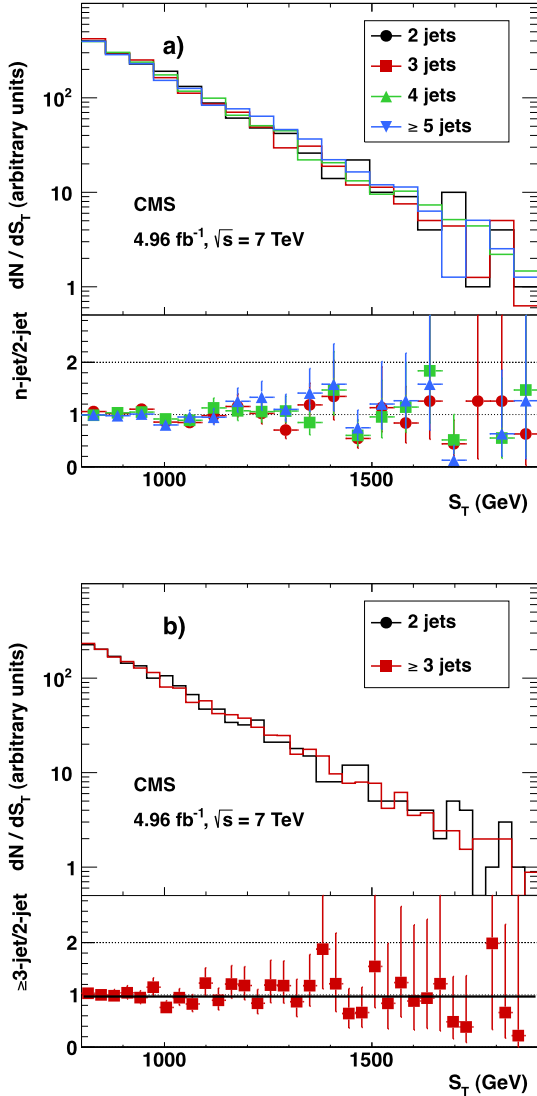 a)
2 jets
3 jets
4 jets
≥ 5 jets
dN / dS_T (arbitrary units)
10²
10
1
CMS
4.96 fb⁻¹, √s = 7 TeV
n-jet/2-jet
2
1
0
1000
1500
S_T (GeV)
b)
2 jets
≥ 3 jets
dN / dS_T (arbitrary units)
10²
10
1
CMS
4.96 fb⁻¹, √s = 7 TeV
≥3-jet/2-jet
2
1
0
1000
1500
S_T (GeV)